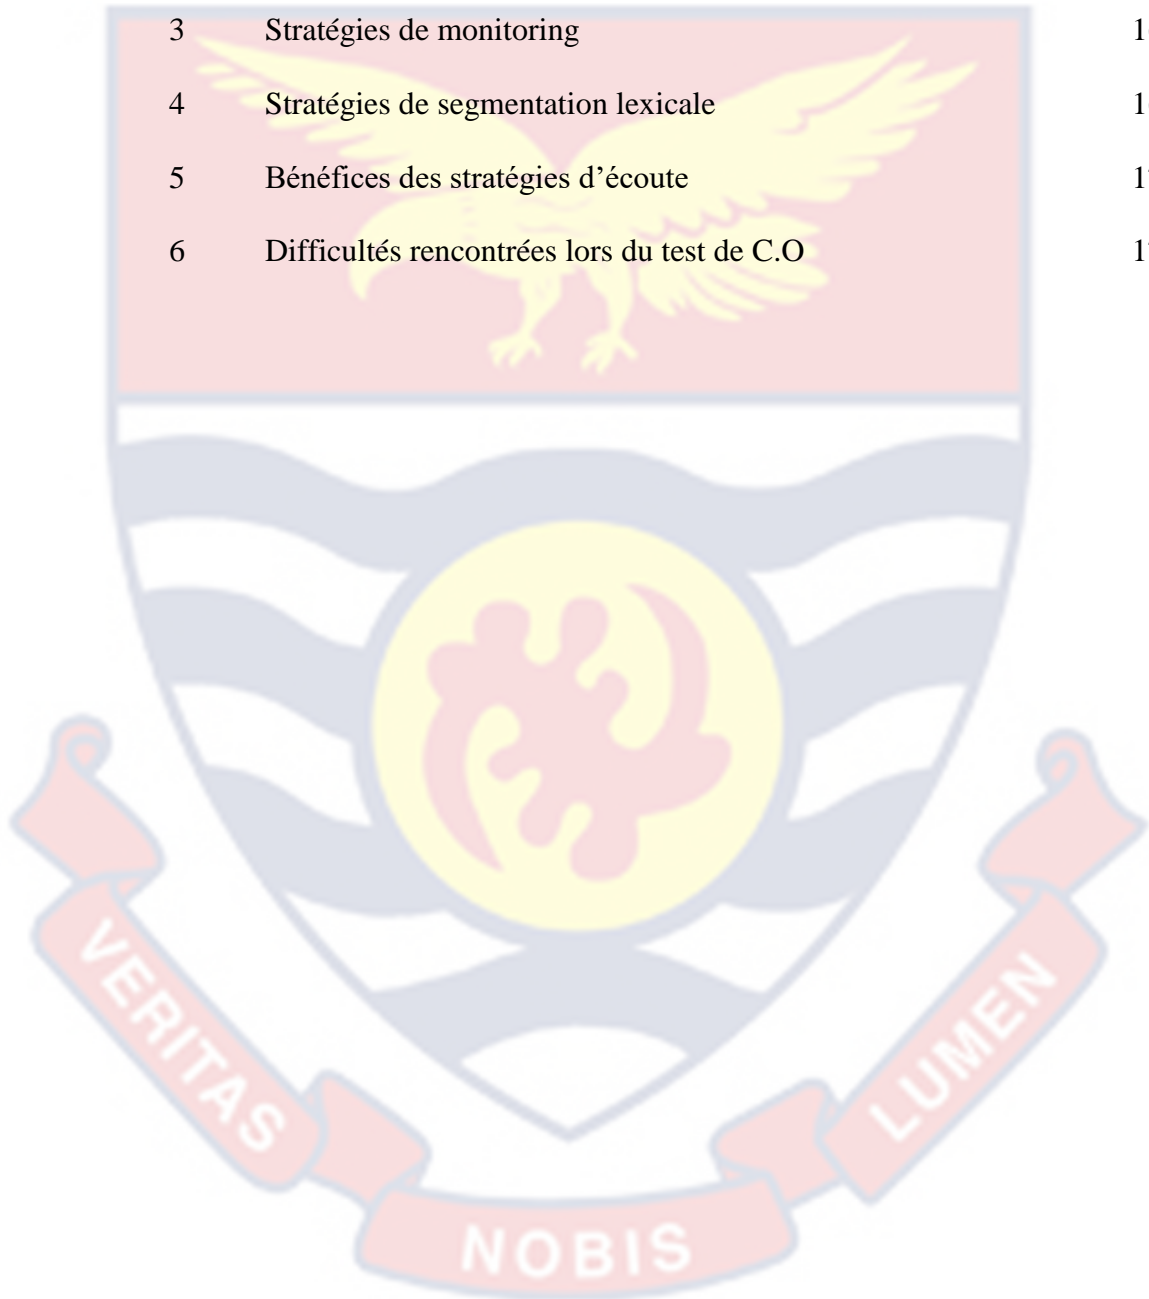 3 Stratégies de monitoring
4 Stratégies de segmentation lexicale
5 Bénéfices des stratégies d’écoute
6 Difficultés rencontrées lors du test de C.O
VERITAS
NOBIS
LUMEN